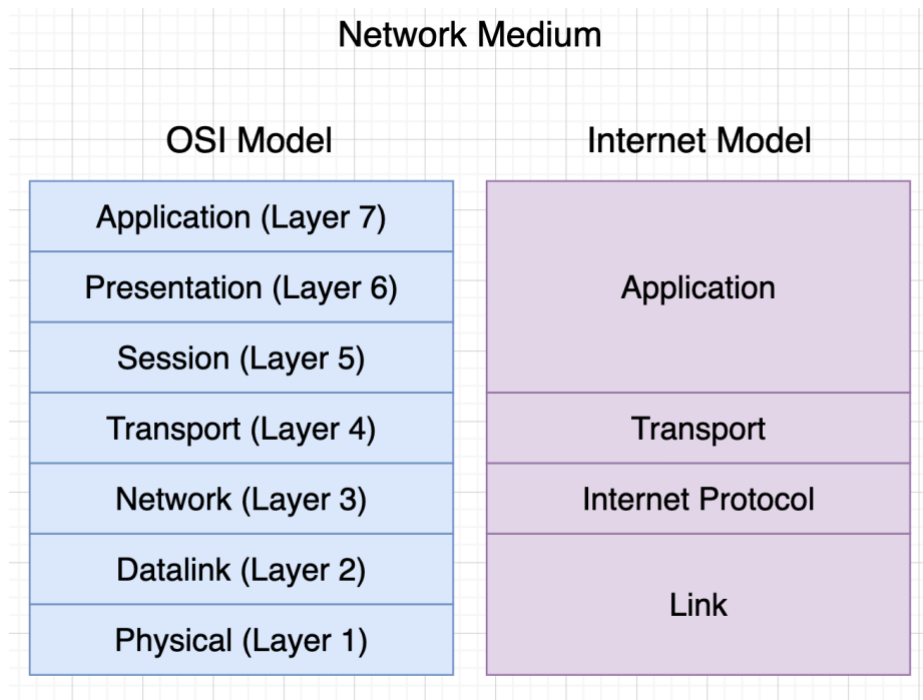 Network Medium
OSI Model
Internet Model
Application (Layer 7)
Presentation (Layer 6)
Session (Layer 5)
Transport (Layer 4)
Network (Layer 3)
Datalink (Layer 2)
Physical (Layer 1)
Application
Transport
Internet Protocol
Link